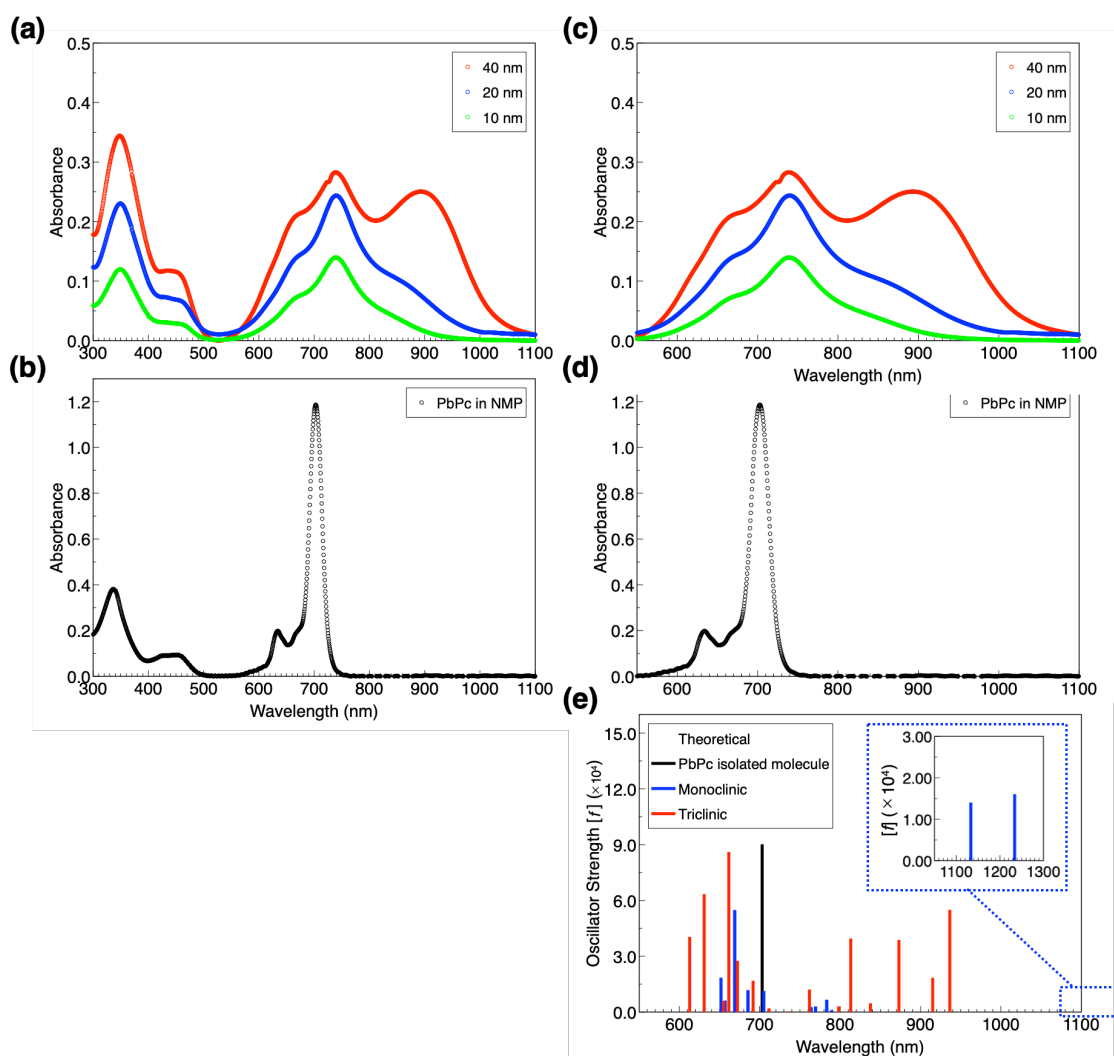 (a)
0.5
0.4
0.3
0.2
0.1
0.0
Absorbance
40 nm
20 nm
10 nm
300 400 500 600 700 800 900 1000 1100
(c)
0.5
0.4
0.3
0.2
0.1
0.0
Absorbance
40 nm
20 nm
10 nm
600 700 800 900 1000 1100
Wavelength (nm)
(b)
1.2
1.0
0.8
0.6
0.4
0.2
0.0
Absorbance
PbPc in NMP
300 400 500 600 700 800 900 1000 1100
Wavelength (nm)
(d)
1.2
1.0
0.8
0.6
0.4
0.2
0.0
Absorbance
PbPc in NMP
600 700 800 900 1000 1100
(e)
15.0
12.0
9.0
6.0
3.0
0.0
Oscillator Strength [f] (×10⁴)
Theoretical
PbPc isolated molecule
Monoclinic
Triclinic
3.00
2.00
1.00
0.00
[f] (×10⁴)
1100 1200 1300
600 700 800 900 1000 1100
Wavelength (nm)